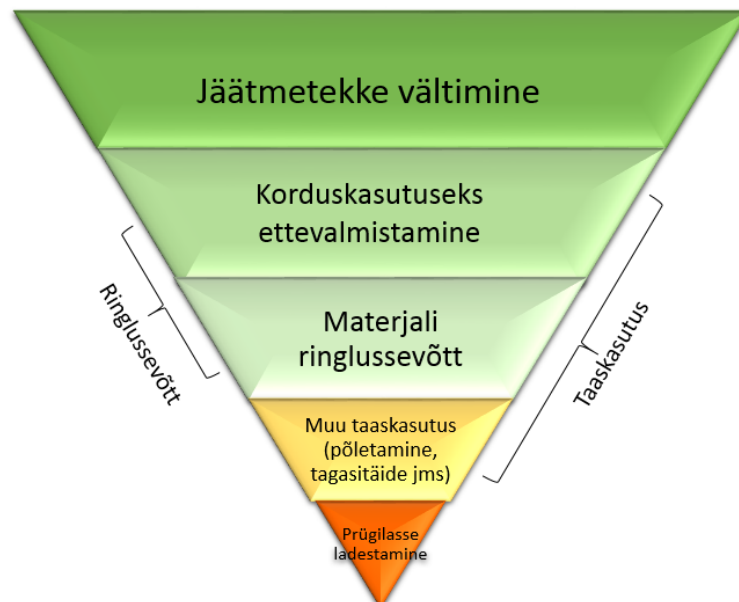 Jäätmetekke vältimine
Korduskasutuseks
ettevalmistamine
Ringlussevõtt
Materjali
ringlussevõtt
Taaskasutus
Muu taaskasutus
(põletamine,
tagasitäide jms)
Prügilasse
ladestamine